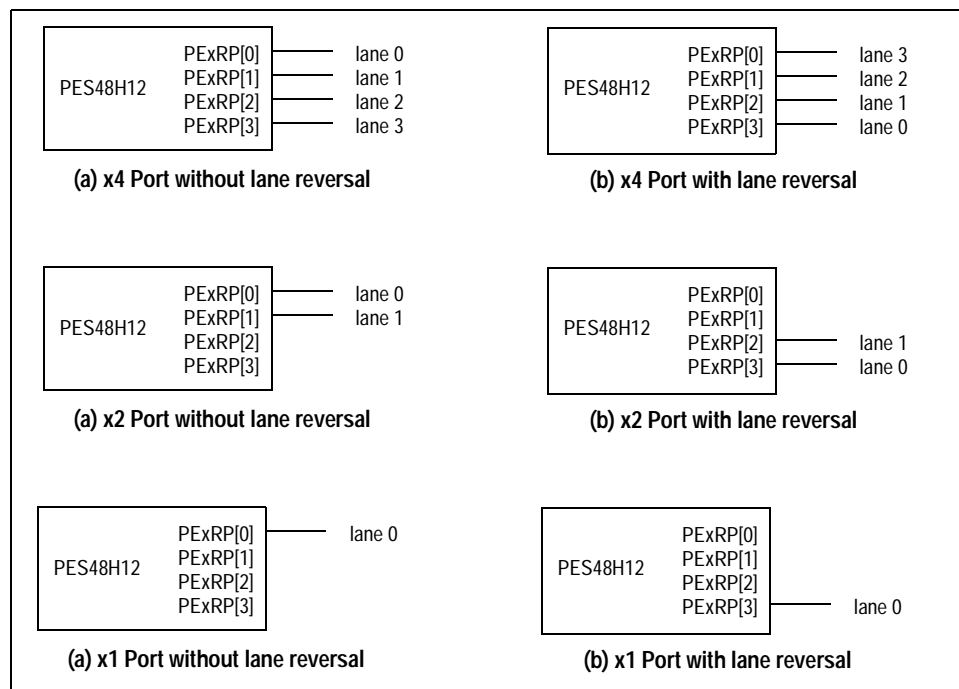 PES48H12
PExRP[0] lane 0
PExRP[1] lane 1
PExRP[2] lane 2
PExRP[3] lane 3
(a) x4 Port without lane reversal
PES48H12
PExRP[0] lane 3
PExRP[1] lane 2
PExRP[2] lane 1
PExRP[3] lane 0
(b) x4 Port with lane reversal
PES48H12
PExRP[0] lane 0
PExRP[1] lane 1
PExRP[2]
PExRP[3]
(a) x2 Port without lane reversal
PES48H12
PExRP[0]
PExRP[1]
PExRP[2] lane 1
PExRP[3] lane 0
(b) x2 Port with lane reversal
PES48H12
PExRP[0] lane 0
PExRP[1]
PExRP[2]
PExRP[3]
(a) x1 Port without lane reversal
PES48H12
PExRP[0]
PExRP[1]
PExRP[2]
PExRP[3] lane 0
(b) x1 Port with lane reversal